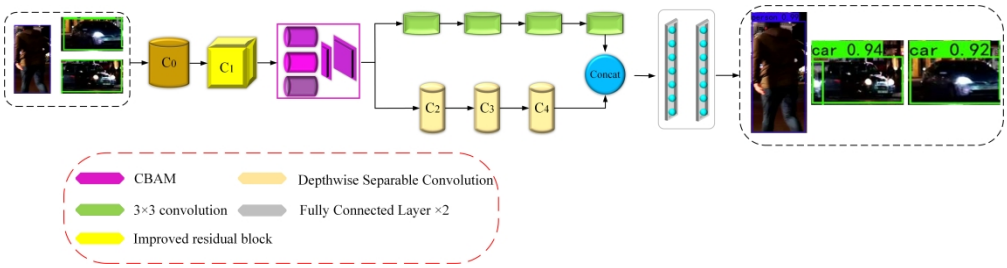 car 0.94
car 0.92
C0
C1
C2
C3
C4
Concat
CBAM
Depthwise Separable Convolution
3×3 convolution
Fully Connected Layer ×2
Improved residual block